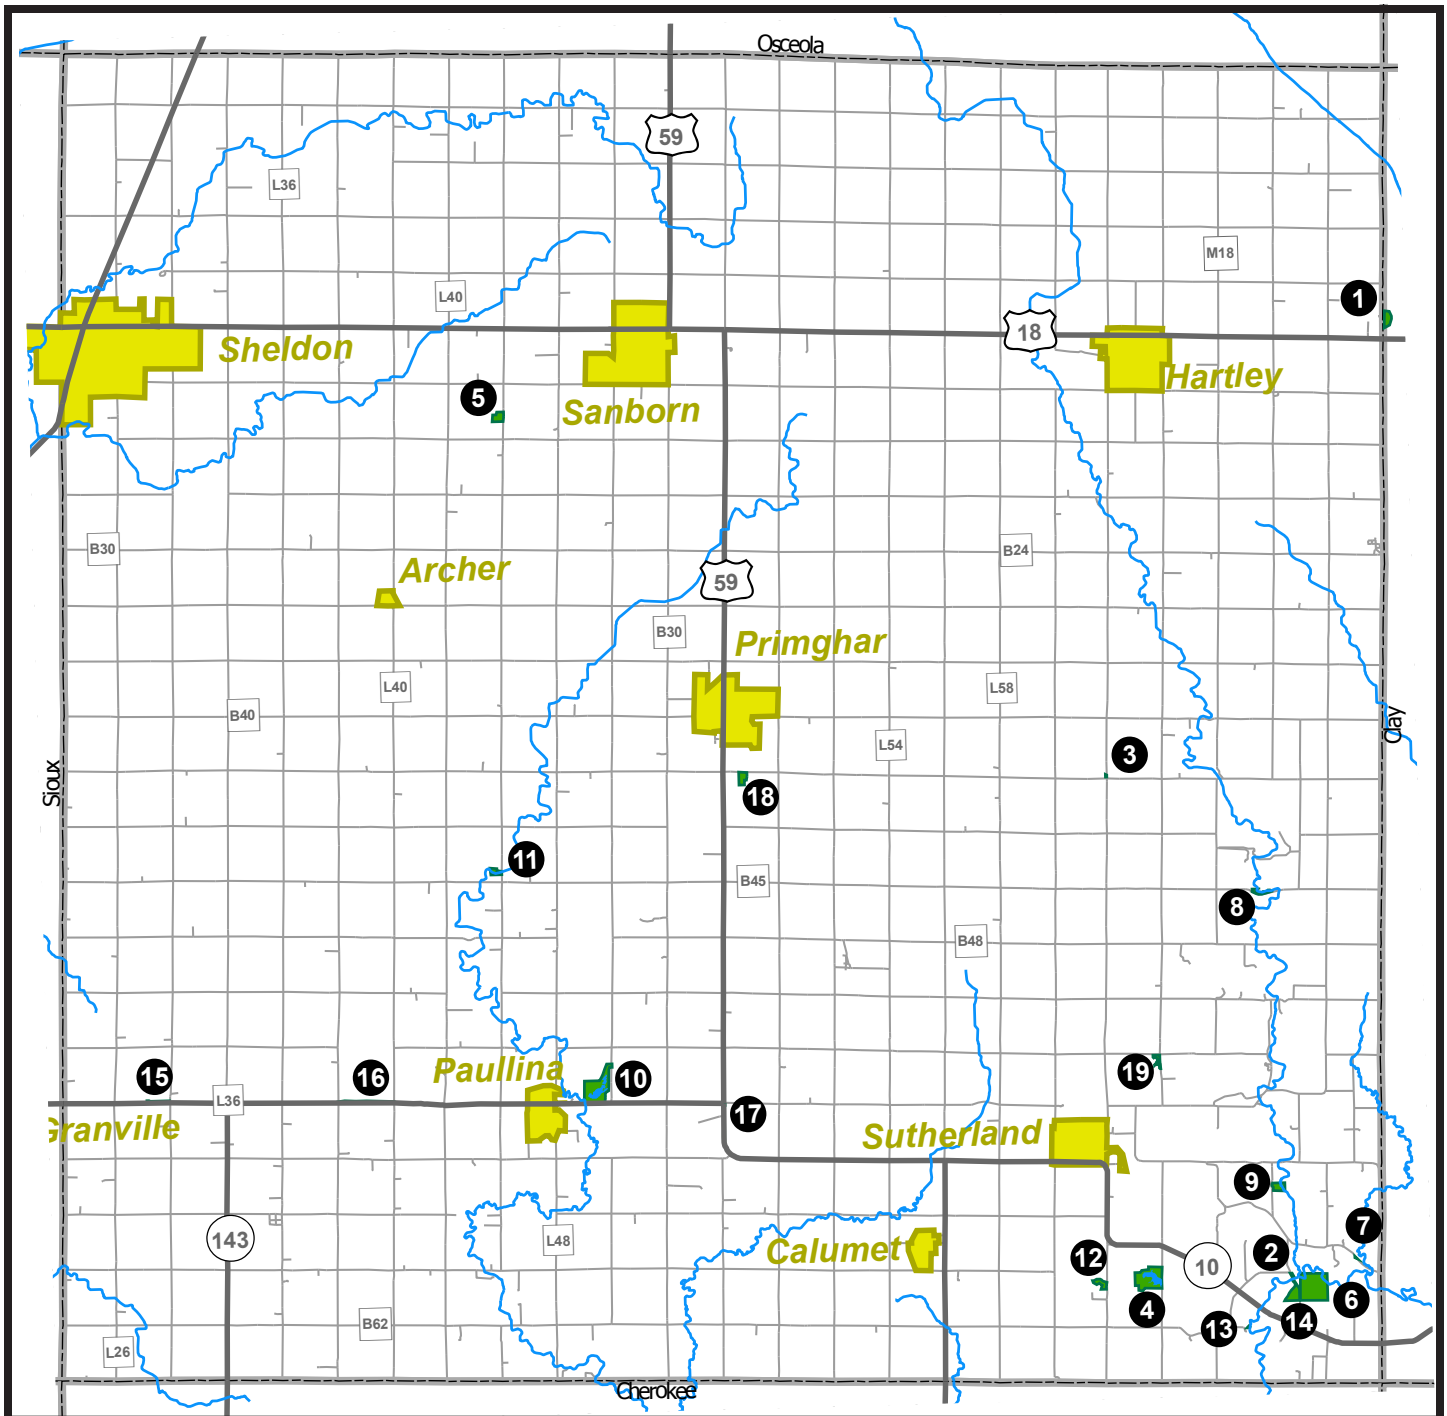 Osceola
59
L36
M18
L40
1
18
Sheldon
Hartley
5
Sanborn
B30
B24
Archer
59
B30
Primghar
L40
L58
B40
L54
Clay
3
Sioux
18
11
B45
8
B48
15
16
Paullina
10
19
L36
17
Granville
Sutherland
9
7
143
L48
Calumet
12
2
10
4
6
14
13
B62
L26
Cherokee